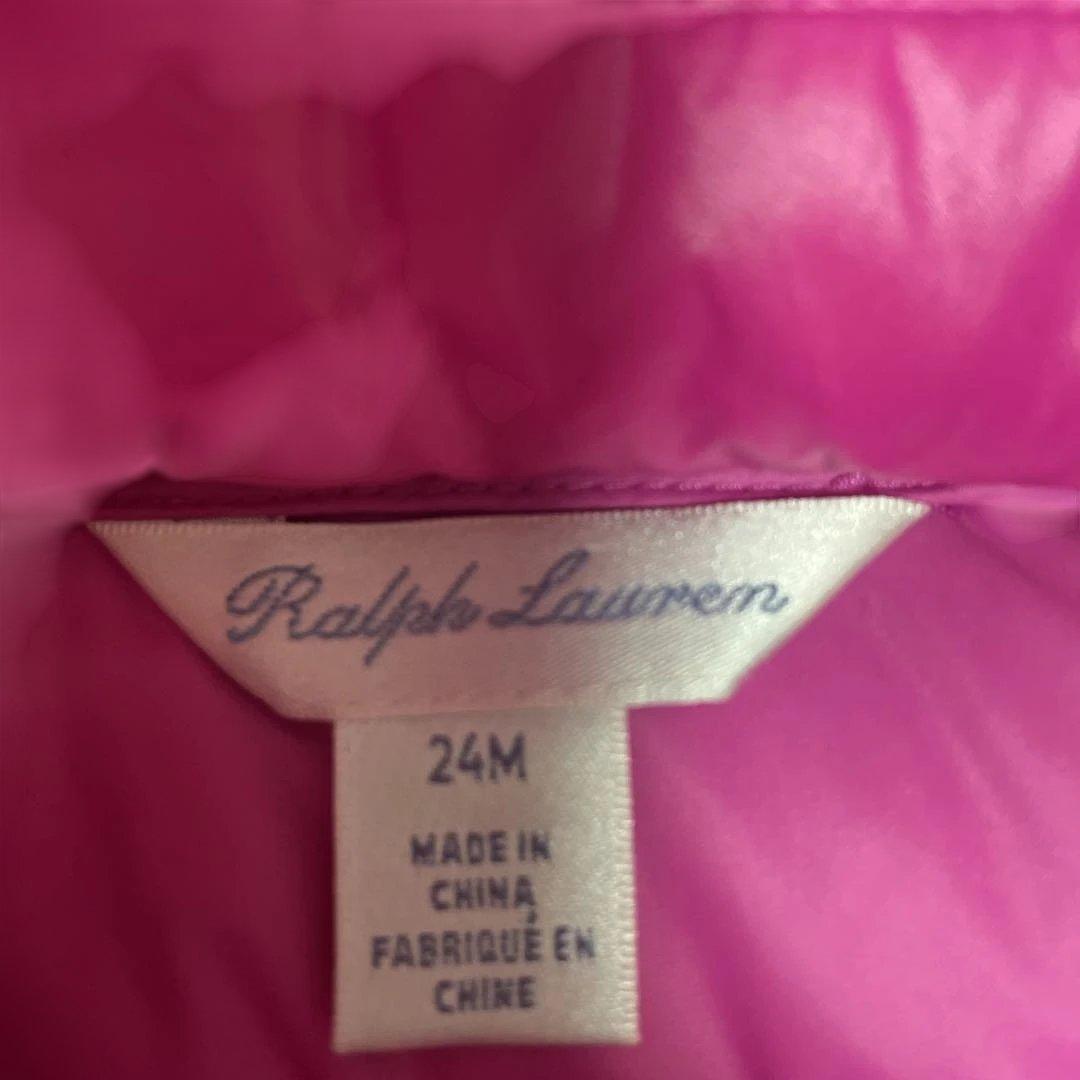 Ralph Lauren
24M
MADE IN
CHINA
FABRIQUÉ EN
CHINE